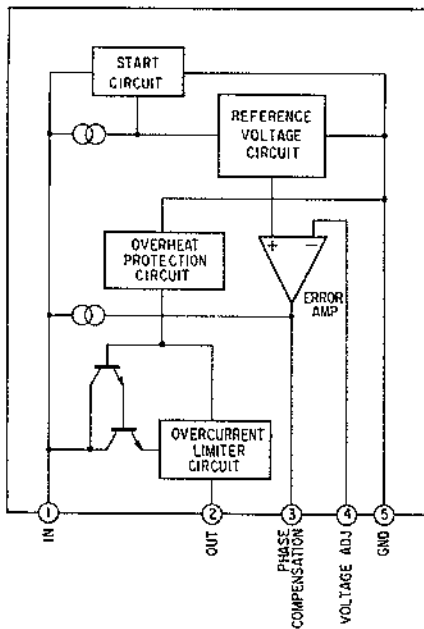 START
CIRCUIT
REFERENCE
VOLTAGE
CIRCUIT
OVERHEAT
PROTECTION
CIRCUIT
+ −
ERROR
AMP
OVERCURRENT
LIMITER
CIRCUIT
1 2 3 4 5
IN
OUT
PHASE
COMPENSATION
VOLTAGE ADJ
GND